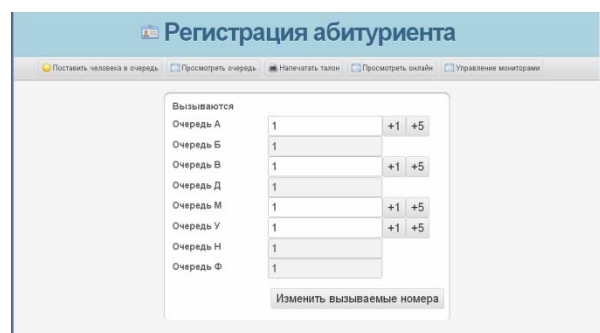 Регистрация абитуриента
Поставить человека в очередь Просмотреть очередь Напечатать талон Просмотреть онлайн Управление мониторами
Вызываются
Очередь А 1 +1 +5
Очередь Б 1
Очередь В 1 +1 +5
Очередь Д 1
Очередь М 1 +1 +5
Очередь У 1 +1 +5
Очередь Н 1
Очередь Ф 1
Изменить вызываемые номера